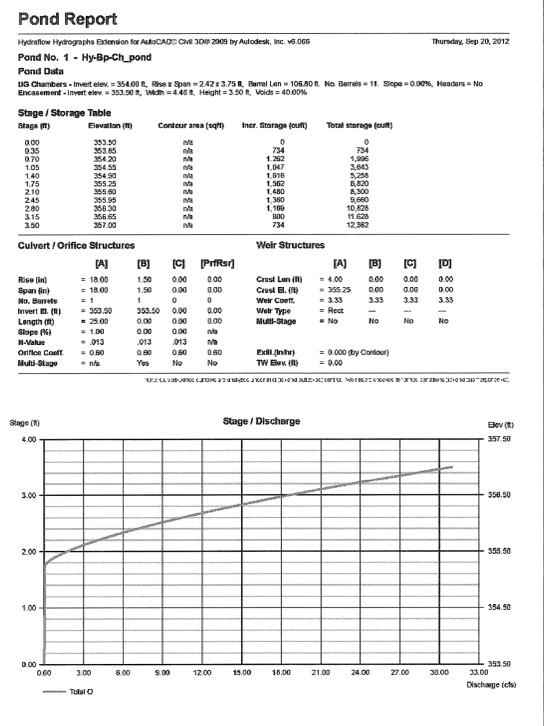 Pond Report
Hydraflow Hydrographs Extension for AutoCAD® Civil 3D® 2009 by Autodesk, Inc. v6.066 Thursday, Sep 20, 2012
Pond No. 1 - Hy-Bp-Ch_pond
Pond Data
UG Chambers - Invert elev. = 354.00 ft, Rise x Span = 2.42 x 3.75 ft, Barrel Len = 106.80 ft, No. Barrels = 11, Slope = 0.00%, Headers = No
Encasement - Invert elev. = 353.50 ft, Width = 4.46 ft, Height = 3.50 ft, Voids = 40.00%
Stage / Storage Table
Stage (ft) Elevation (ft) Contour area (sqft) Incr. Storage (cuft) Total storage (cuft)
0.00 353.50 n/a 0 0
0.35 353.85 n/a 734 734
0.70 354.20 n/a 1,262 1,996
1.05 354.55 n/a 1,647 3,643
1.40 354.90 n/a 1,616 5,258
1.75 355.25 n/a 1,562 6,820
2.10 355.60 n/a 1,480 8,300
2.45 355.95 n/a 1,360 9,660
2.80 356.30 n/a 1,169 10,828
3.15 356.65 n/a 800 11,628
3.50 357.00 n/a 734 12,362
Culvert / Orifice Structures Weir Structures
[A] [B] [C] [PrfRsr] [A] [B] [C] [D]
Rise (in) = 18.00 1.50 0.00 0.00 Crest Len (ft) = 4.00 0.00 0.00 0.00
Span (in) = 18.00 1.50 0.00 0.00 Crest El. (ft) = 355.25 0.00 0.00 0.00
No. Barrels = 1 1 0 0 Weir Coeff. = 3.33 3.33 3.33 3.33
Invert El. (ft) = 353.50 353.50 0.00 0.00 Weir Type = Rect --- --- ---
Length (ft) = 25.00 0.00 0.00 0.00 Multi-Stage = No No No No
Slope (%) = 1.00 0.00 0.00 n/a
N-Value = .013 .013 .013 n/a
Orifice Coeff. = 0.60 0.60 0.60 0.60 Exfil.(in/hr) = 0.000 (by Contour)
Multi-Stage = n/a Yes No No TW Elev. (ft) = 0.00
Stage (ft) Stage / Discharge Elev (ft)
4.00 357.50
3.00 356.50
2.00 355.50
1.00 354.50
0.00 353.50
0.00 3.00 6.00 9.00 12.00 15.00 18.00 21.00 24.00 27.00 30.00 33.00
Discharge (cfs)
Total Q